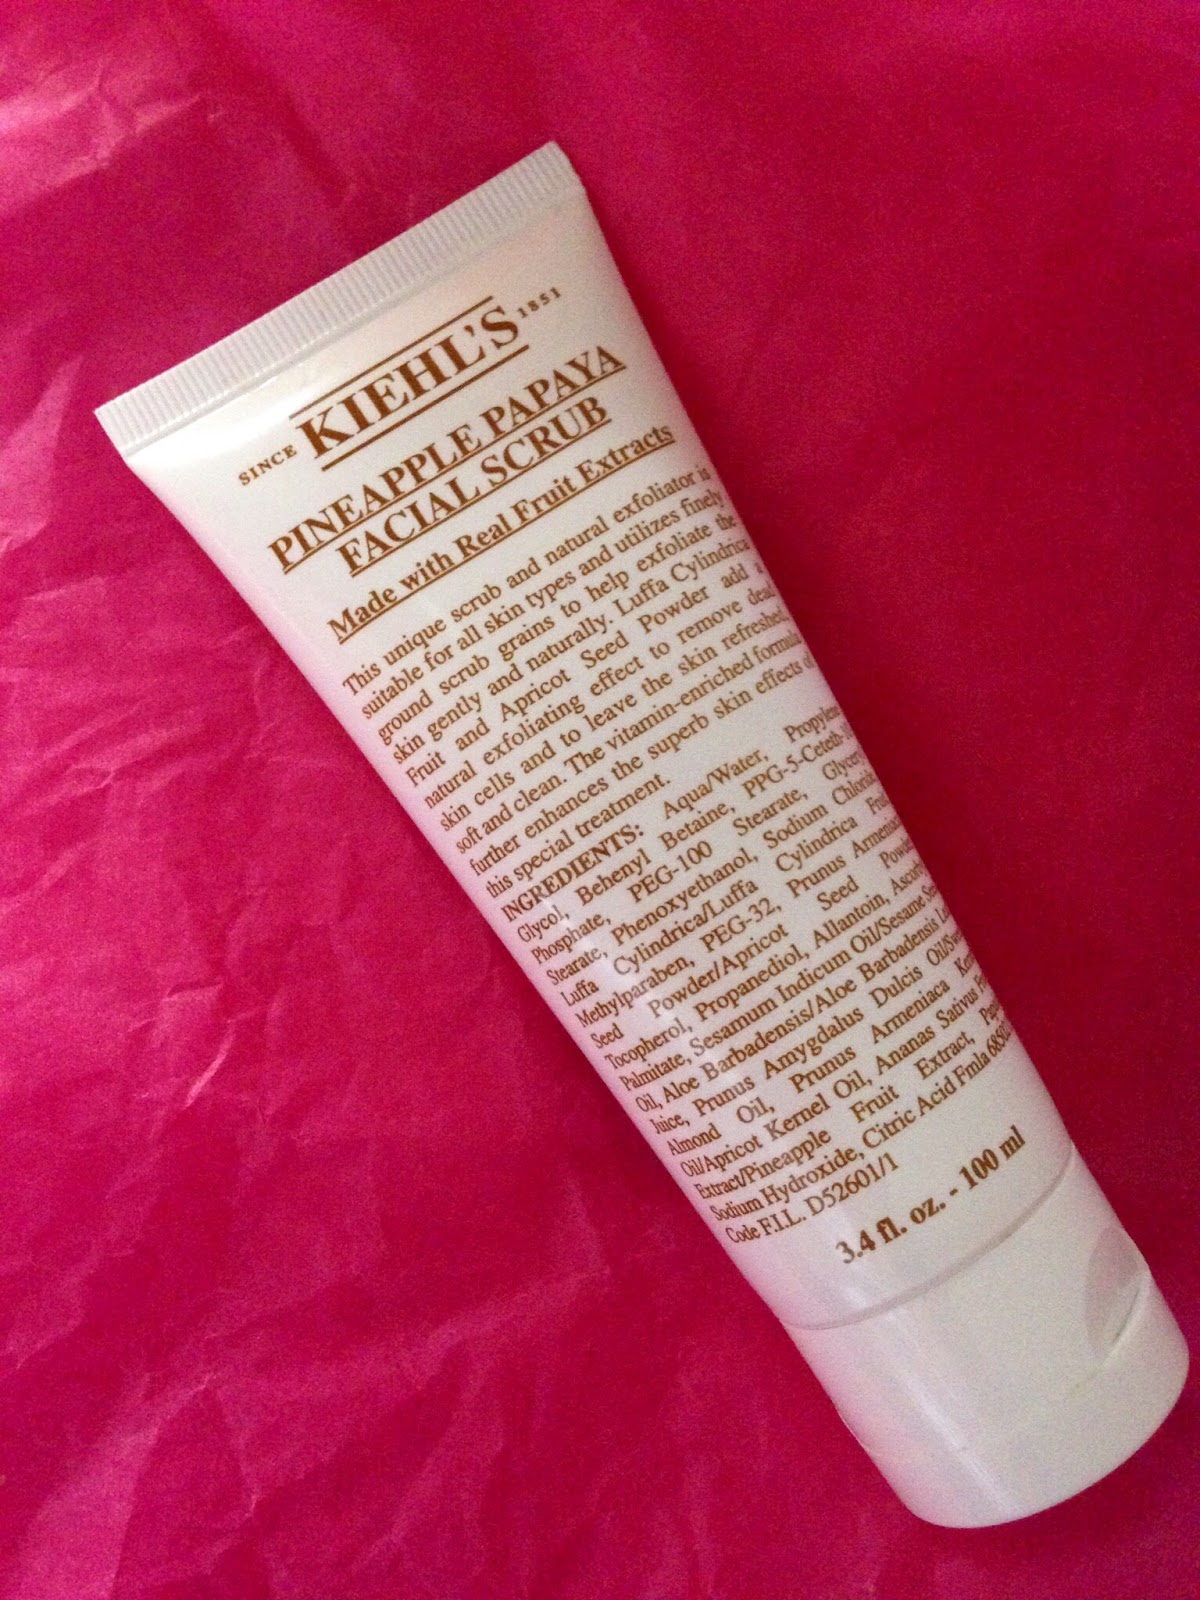 SINCE KIEHL'S 1851
PINEAPPLE PAPAYA
FACIAL SCRUB
Made with Real Fruit Extracts
This unique scrub and natural exfoliator is
suitable for all skin types and utilizes finely
ground scrub grains to help exfoliate the
skin gently and naturally. Luffa Cylindrica
Fruit and Apricot Seed Powder add a
natural exfoliating effect to remove dead
skin cells and to leave the skin refreshed,
soft and clean. The vitamin-enriched formula
further enhances the superb skin effects of
this special treatment.
INGREDIENTS: Aqua/Water, Propylene
Glycol, Behenyl Betaine, PPG-5-Ceteth-
Phosphate, PEG-100 Stearate, Glyceryl
Stearate, Phenoxyethanol, Sodium Chloride,
Luffa Cylindrica/Luffa Cylindrica Fruit
Methylparaben, PEG-32, Prunus Armeniaca
Seed Powder/Apricot Seed Powder
Tocopherol, Propanediol, Allantoin, Ascorbyl
Palmitate, Sesamum Indicum Oil/Sesame Seed
Oil, Aloe Barbadensis/Aloe Barbadensis
Juice, Prunus Amygdalus Dulcis
Almond Oil, Prunus Armeniaca
Oil/Apricot Kernel Oil, Ananas Sativus
Extract/Pineapple Fruit Extract,
Sodium Hydroxide, Citric Acid Fmla
Code F.I.L. D52601/1
3.4 fl. oz. - 100 ml